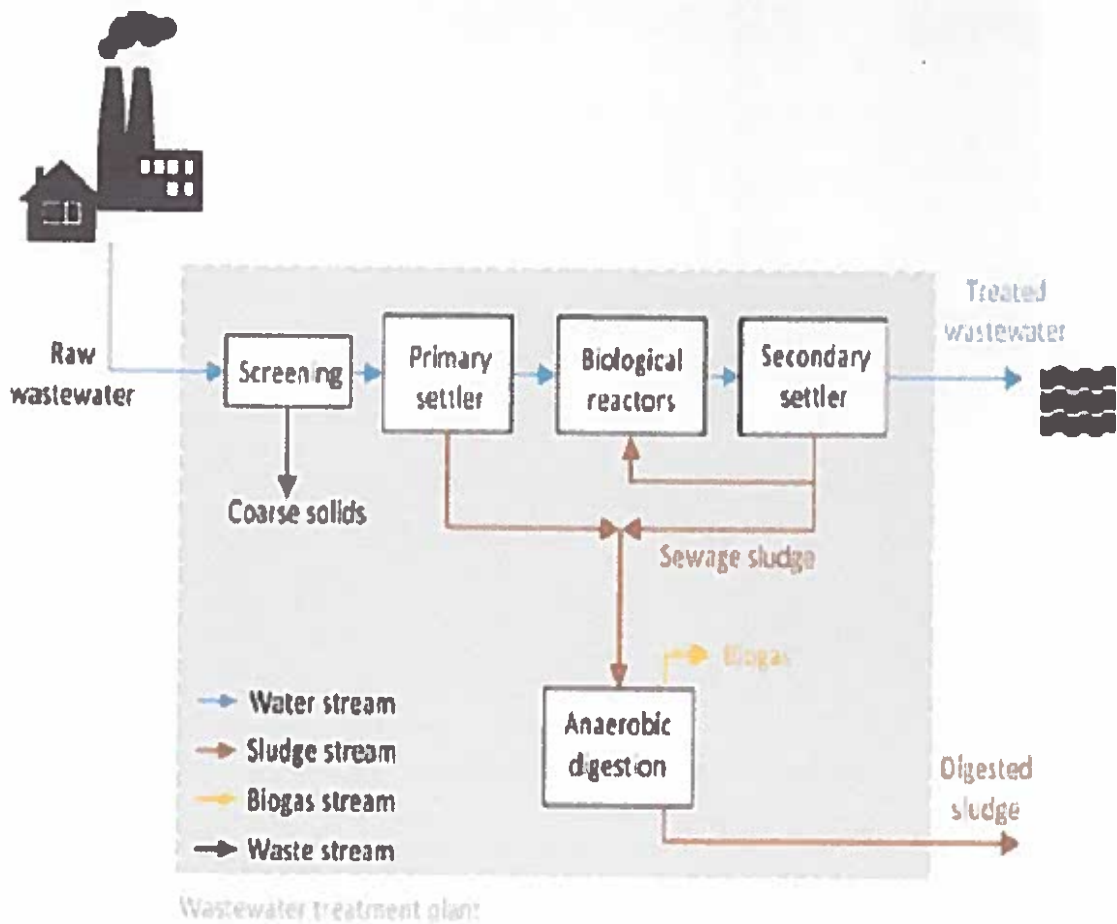 Treated
wastewater
Raw
wastewater
Screening
Primary
settler
Biological
reactors
Secondary
settler
Coarse solids
Sewage sludge
Biogas
Water stream
Sludge stream
Biogas stream
Waste stream
Anaerobic
digestion
Digested
sludge
Wastewater treatment plant